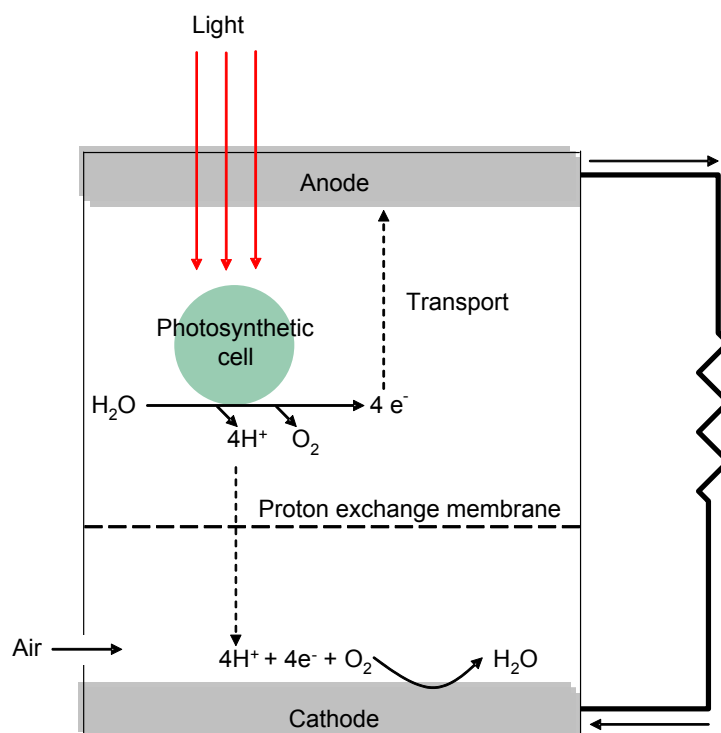 Light
Anode
Transport
Photosynthetic
cell
H₂O
4 e⁻
4H⁺
O₂
Proton exchange membrane
Air
4H⁺ + 4e⁻ + O₂
H₂O
Cathode